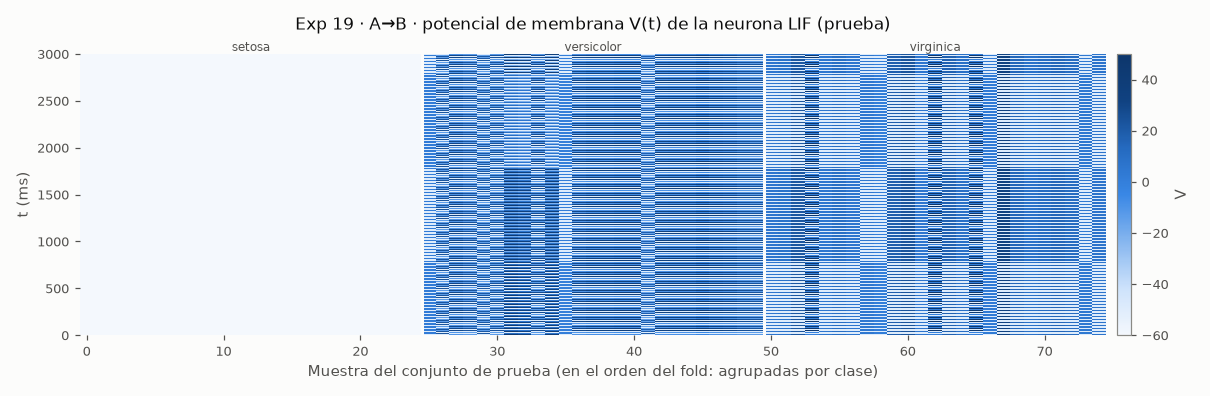 Exp 19 · A→B · potencial de membrana V(t) de la neurona LIF (prueba)
setosa versicolor virginica
3000
2500
2000
1500
1000
500
0
t (ms)
0 10 20 30 40 50 60 70
Muestra del conjunto de prueba (en el orden del fold: agrupadas por clase)
40
20
0
−20
−40
−60
V